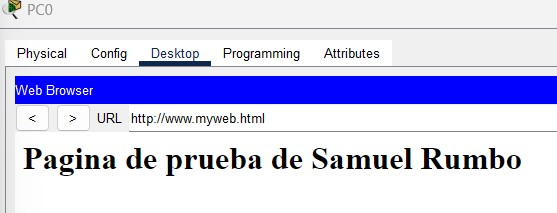 PC0
Physical Config Desktop Programming Attributes
Web Browser
< > URL http://www.myweb.html
Pagina de prueba de Samuel Rumbo